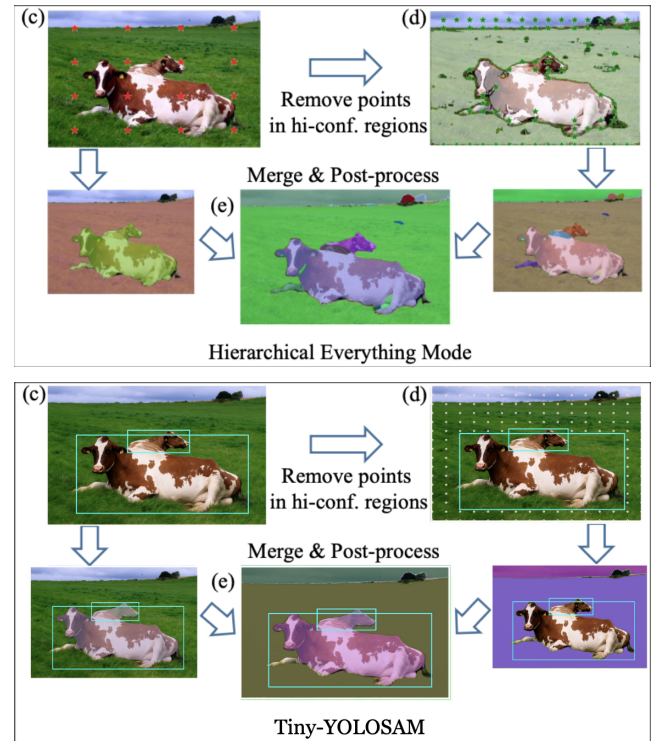 (c)
(d)
Remove points
in hi-conf. regions
Merge & Post-process
(e)
Hierarchical Everything Mode
(c)
(d)
Remove points
in hi-conf. regions
Merge & Post-process
(e)
Tiny-YOLOSAM